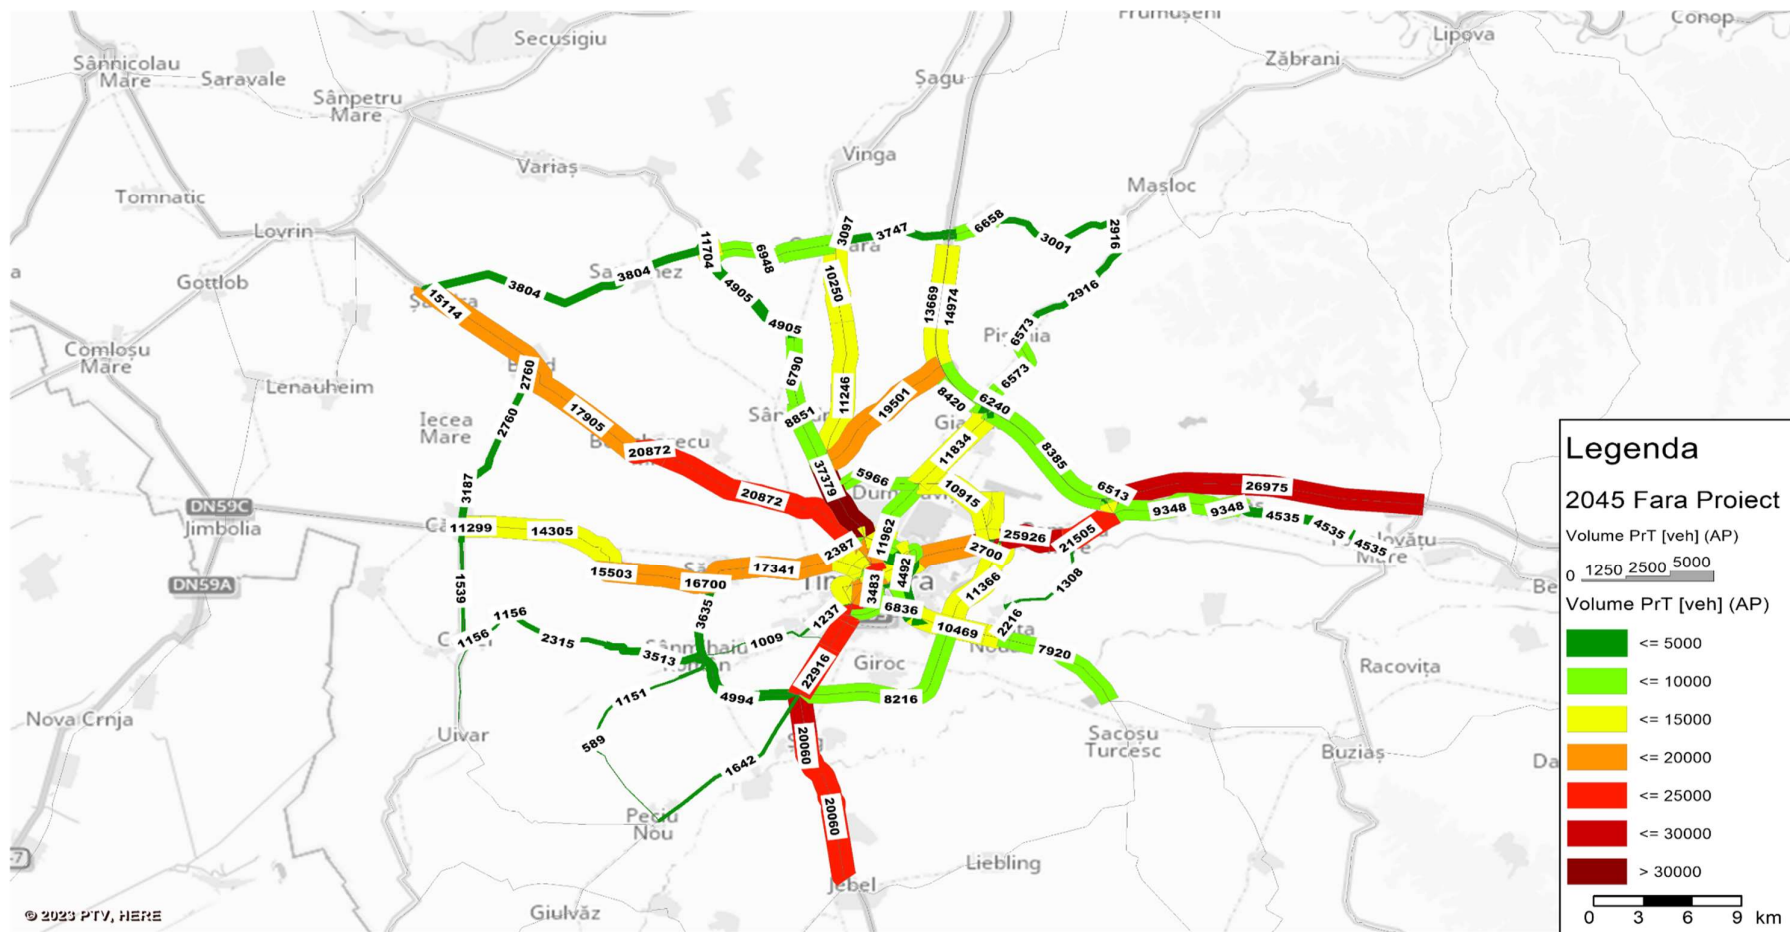 Frumușeni
Conop
Secusigiu
Lipova
Sânnicolau
Mare
Saravale
Zăbrani
Șagu
Sânpetru
Mare
Vinga
Variaș
Mașloc
Tomnatic
Lovrin
3097
3747
6658
3001
2916
11704
6948
3804
3804
4905
10250
13669
14974
2916
Gottlob
15114
4905
6573
6790
6573
Comloșu
Mare
Lenauheim
2760
2760
17905
11246
19501
8420
6240
8851
Iecea
Mare
11834
8385
20872
20872
37379
5966
10915
6513
26975
3187
DN59C
Jimbolia
11299
14305
9348
9348
4535
4535
4535
Mare
11962
25926
21505
2387
2700
15503
16700
17341
DN59A
1539
3483
4492
11366
1308
3635
6836
10469
2216
1237
1009
1156
1156
2315
3513
Giroc
7920
Racovița
22916
1151
4994
8216
Nova Crnja
Uivar
589
1642
20060
Sacoșu
Turcesc
Buziaș
20060
Peciu
Nou
Liebling
Jebel
Giulvăz
© 2023 PTV, HERE
Legenda
2045 Fara Proiect
Volume PrT [veh] (AP)
0 1250 2500 5000
Volume PrT [veh] (AP)
<= 5000
<= 10000
<= 15000
<= 20000
<= 25000
<= 30000
> 30000
0 3 6 9 km